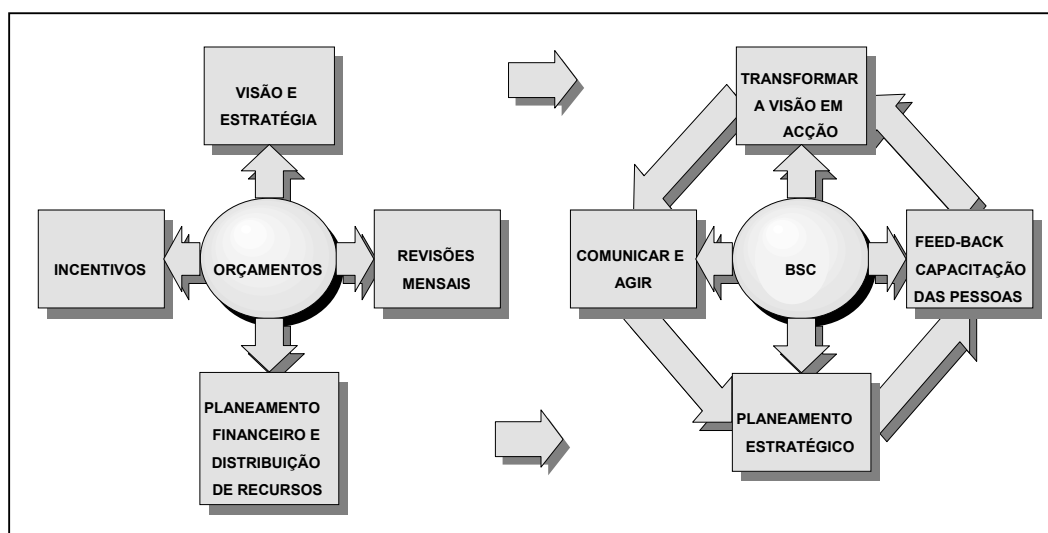 VISÃO E
ESTRATÉGIA
INCENTIVOS
ORÇAMENTOS
REVISÕES
MENSAIS
PLANEAMENTO
FINANCEIRO E
DISTRIBUIÇÃO
DE RECURSOS
TRANSFORMAR
A VISÃO EM
ACÇÃO
COMUNICAR E
AGIR
BSC
FEED-BACK
CAPACITAÇÃO
DAS PESSOAS
PLANEAMENTO
ESTRATÉGICO